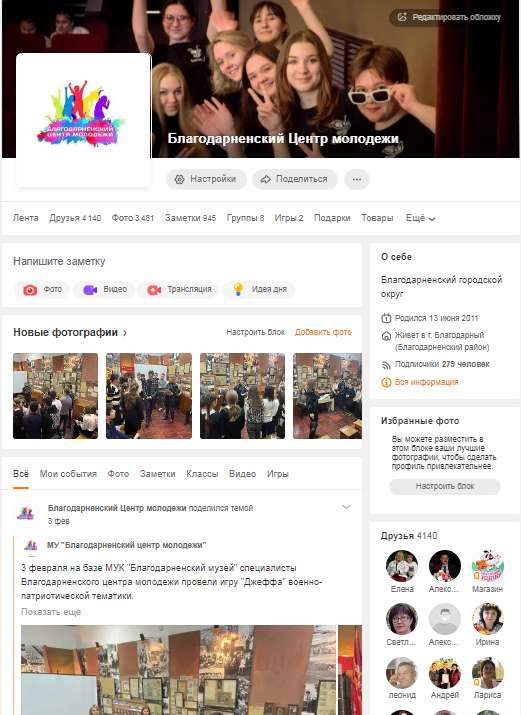 Редактировать обложку
БЛАГОДАРНЕНСКИЙ
ЦЕНТР МОЛОДЕЖИ
Благодарненский Центр молодежи
Настройки
Поделиться
Лента Друзья 4 140 Фото 3 481 Заметки 945 Группы 8 Игры 2 Подарки Товары Ещё
Напишите заметку
Фото Видео Трансляция Идея дня
Новые фотографии
Настроить блок Добавить фото
Всё Мои события Фото Заметки Классы Видео Игры
Благодарненский Центр молодежи поделился темой
3 фев
МУ "Благодарненский центр молодежи"
3 февраля на базе МУК "Благодарненский музей" специалисты
Благодарненского центра молодежи провели игру "Джеффа" военно-
патриотической тематики.
Показать еще
О себе
Благодарненский городской
округ
Родился 13 июня 2011
Живет в г. Благодарный
(Благодарненский район)
Подписчики 279 человек
Вся информация
Избранные фото
Вы можете разместить в
этом блоке ваши лучшие
фотографии, чтобы сделать
профиль привлекательнее.
Настроить блок
Друзья 4140
Елена Алекс... Магазин
Светл... Алекс... Ирина
леонид Андрей Лариса